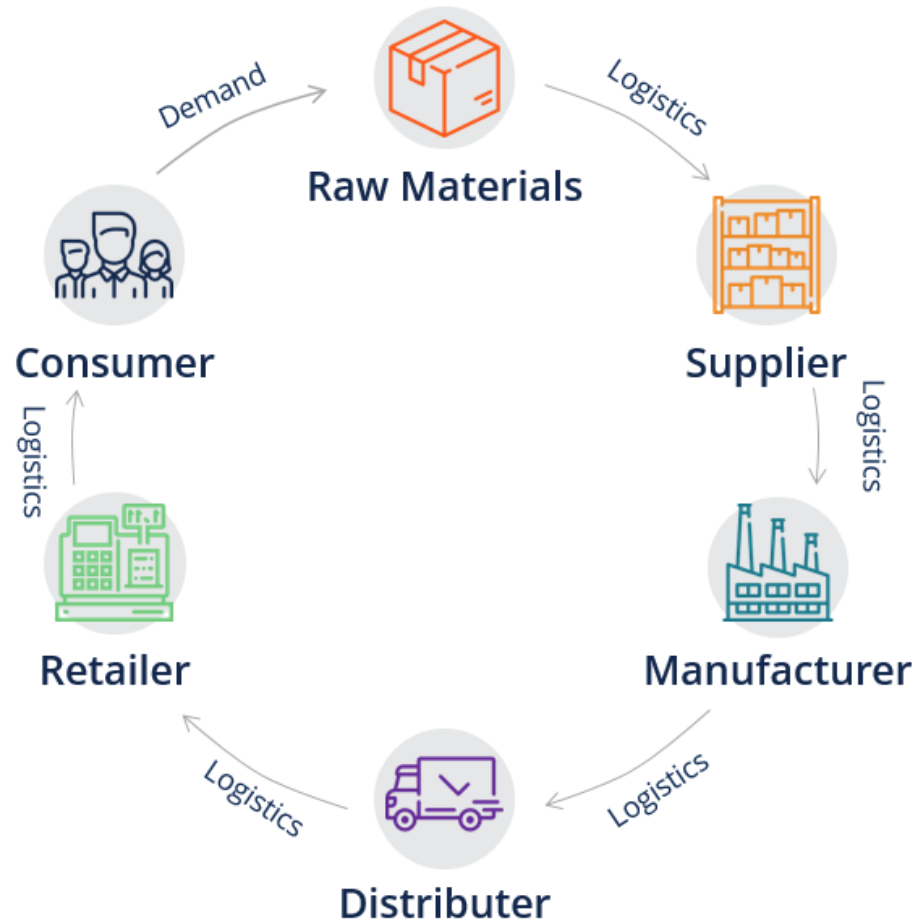 Demand
Logistics
Raw Materials
Consumer
Supplier
Logistics
Logistics
Retailer
Manufacturer
Logistics
Logistics
Distributer